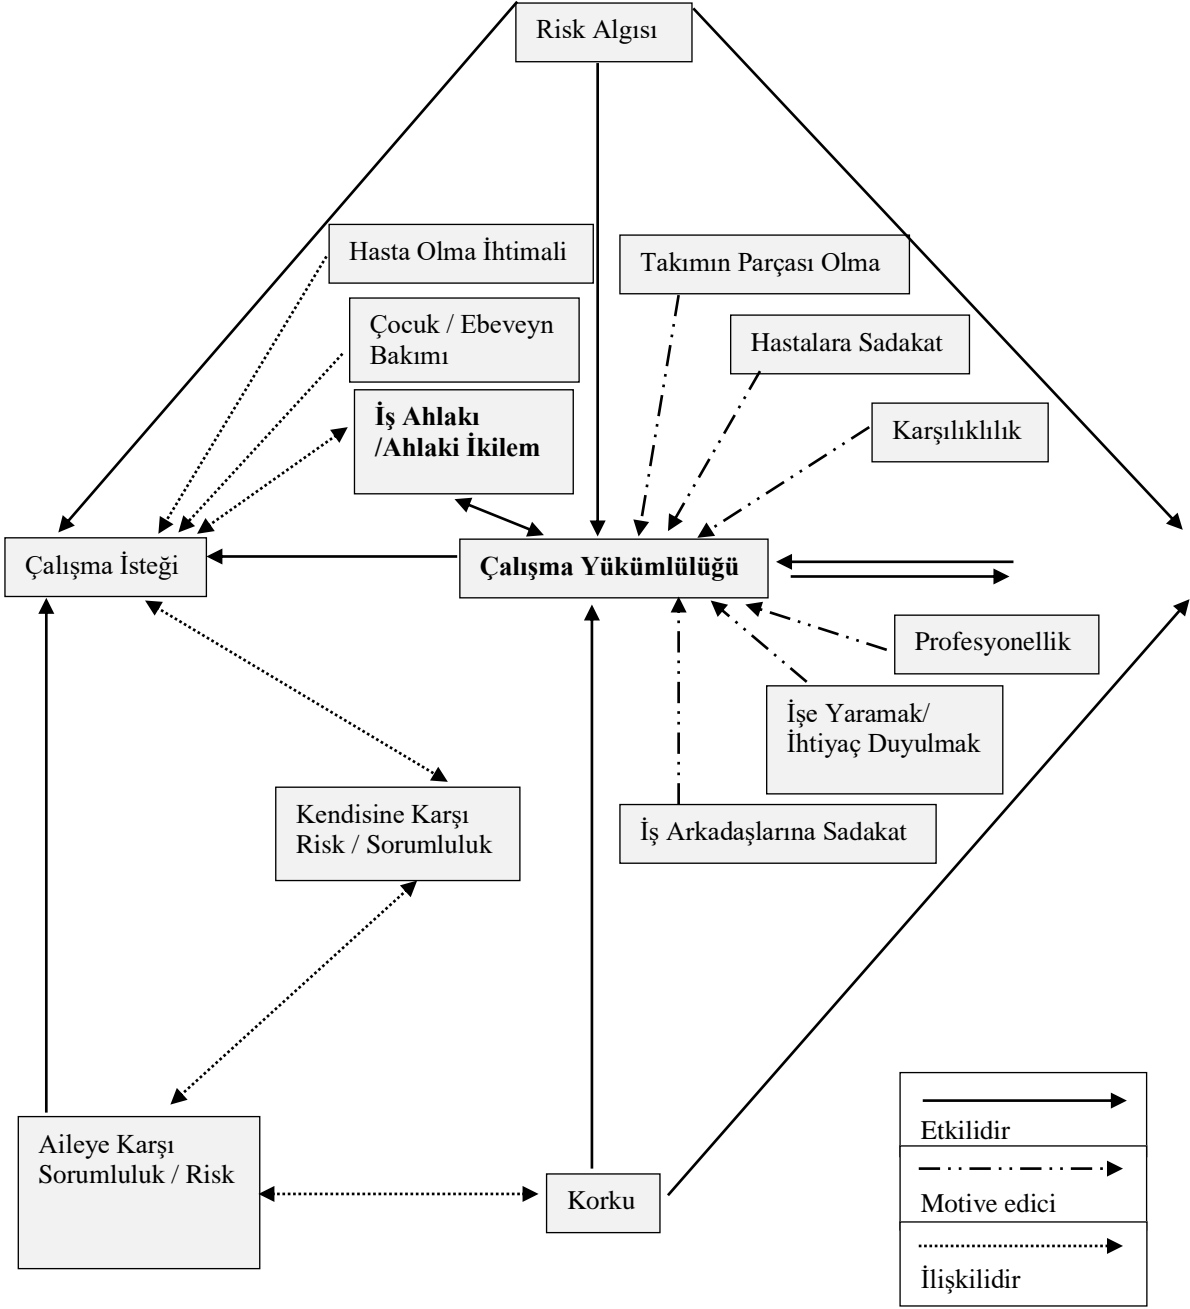 Risk Algısı
Hasta Olma İhtimali
Takımın Parçası Olma
Çocuk / Ebeveyn
Bakımı
Hastalara Sadakat
İş Ahlakı
/Ahlaki İkilem
Karşılıklılık
Çalışma İsteği
Çalışma Yükümlülüğü
Profesyonellik
İşe Yaramak/
İhtiyaç Duyulmak
Kendisine Karşı
Risk / Sorumluluk
İş Arkadaşlarına Sadakat
Aileye Karşı
Sorumluluk / Risk
Korku
Etkilidir
Motive edici
İlişkilidir